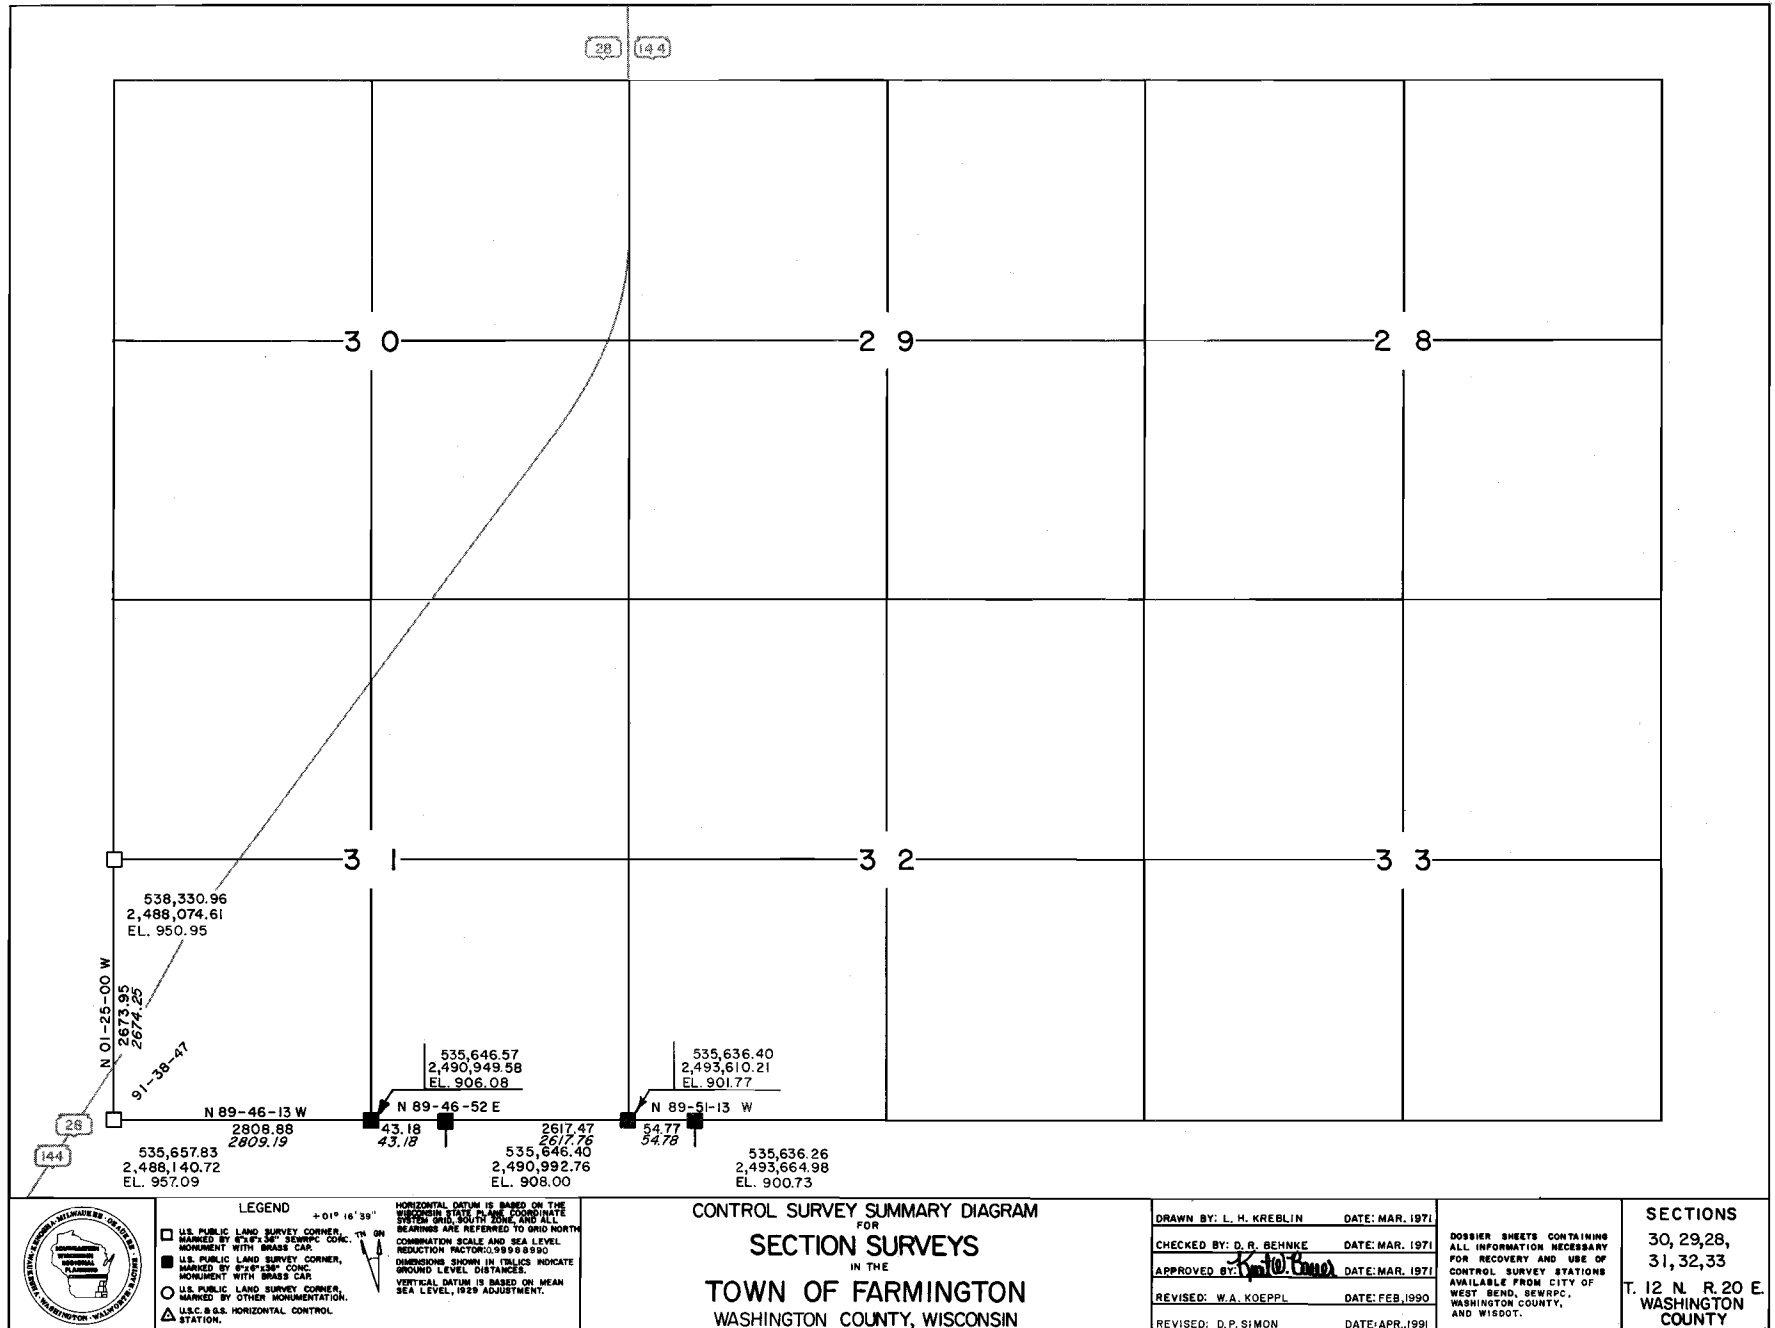 28 144
30 29 28
31 32 33
538,330.96
2,488,074.61
EL. 950.95
N 01-25-00 W
2673.95
2674.25
91-38-47
28
144
535,646.57
2,490,949.58
EL. 906.08
535,636.40
2,493,610.21
EL. 901.77
N 89-46-13 W
2808.88
2809.19
N 89-46-52 E
43.18
43.18
2617.47
2617.76
N 89-51-13 W
54.77
54.78
535,657.83
2,488,140.72
EL. 957.09
535,646.40
2,490,992.76
EL. 908.00
535,636.26
2,493,664.98
EL. 900.73
SOUTHEASTERN
WISCONSIN
REGIONAL
PLANNING
LEGEND
U.S. PUBLIC LAND SURVEY CORNER,
MARKED BY 6"x6"x36" SEWRPC CONC.
MONUMENT WITH BRASS CAP.
U.S. PUBLIC LAND SURVEY CORNER,
MARKED BY 6"x6"x36" CONC.
MONUMENT WITH BRASS CAP.
U.S. PUBLIC LAND SURVEY CORNER,
MARKED BY OTHER MONUMENTATION.
U.S.C. & G.S. HORIZONTAL CONTROL
STATION.
+01° 16' 39"
TN GN
HORIZONTAL DATUM IS BASED ON THE
WISCONSIN STATE PLANE COORDINATE
SYSTEM GRID, SOUTH ZONE, AND ALL
BEARINGS ARE REFERRED TO GRID NORTH
COMBINATION SCALE AND SEA LEVEL
REDUCTION FACTOR: 0.99988990
DIMENSIONS SHOWN IN ITALICS INDICATE
GROUND LEVEL DISTANCES.
VERTICAL DATUM IS BASED ON MEAN
SEA LEVEL, 1929 ADJUSTMENT.
CONTROL SURVEY SUMMARY DIAGRAM
FOR
SECTION SURVEYS
IN THE
TOWN OF FARMINGTON
WASHINGTON COUNTY, WISCONSIN
DRAWN BY: L. H. KREBLIN DATE: MAR. 1971
CHECKED BY: D. R. BEHNKE DATE: MAR. 1971
APPROVED BY: Kurt W. Bauer DATE: MAR. 1971
REVISED: W.A. KOEPPL DATE: FEB, 1990
REVISED: D.P. SIMON DATE: APR., 1991
DOSSIER SHEETS CONTAINING
ALL INFORMATION NECESSARY
FOR RECOVERY AND USE OF
CONTROL SURVEY STATIONS
AVAILABLE FROM CITY OF
WEST BEND, SEWRPC,
WASHINGTON COUNTY,
AND WISDOT.
SECTIONS
30, 29, 28,
31, 32, 33
T. 12 N. R. 20 E.
WASHINGTON
COUNTY